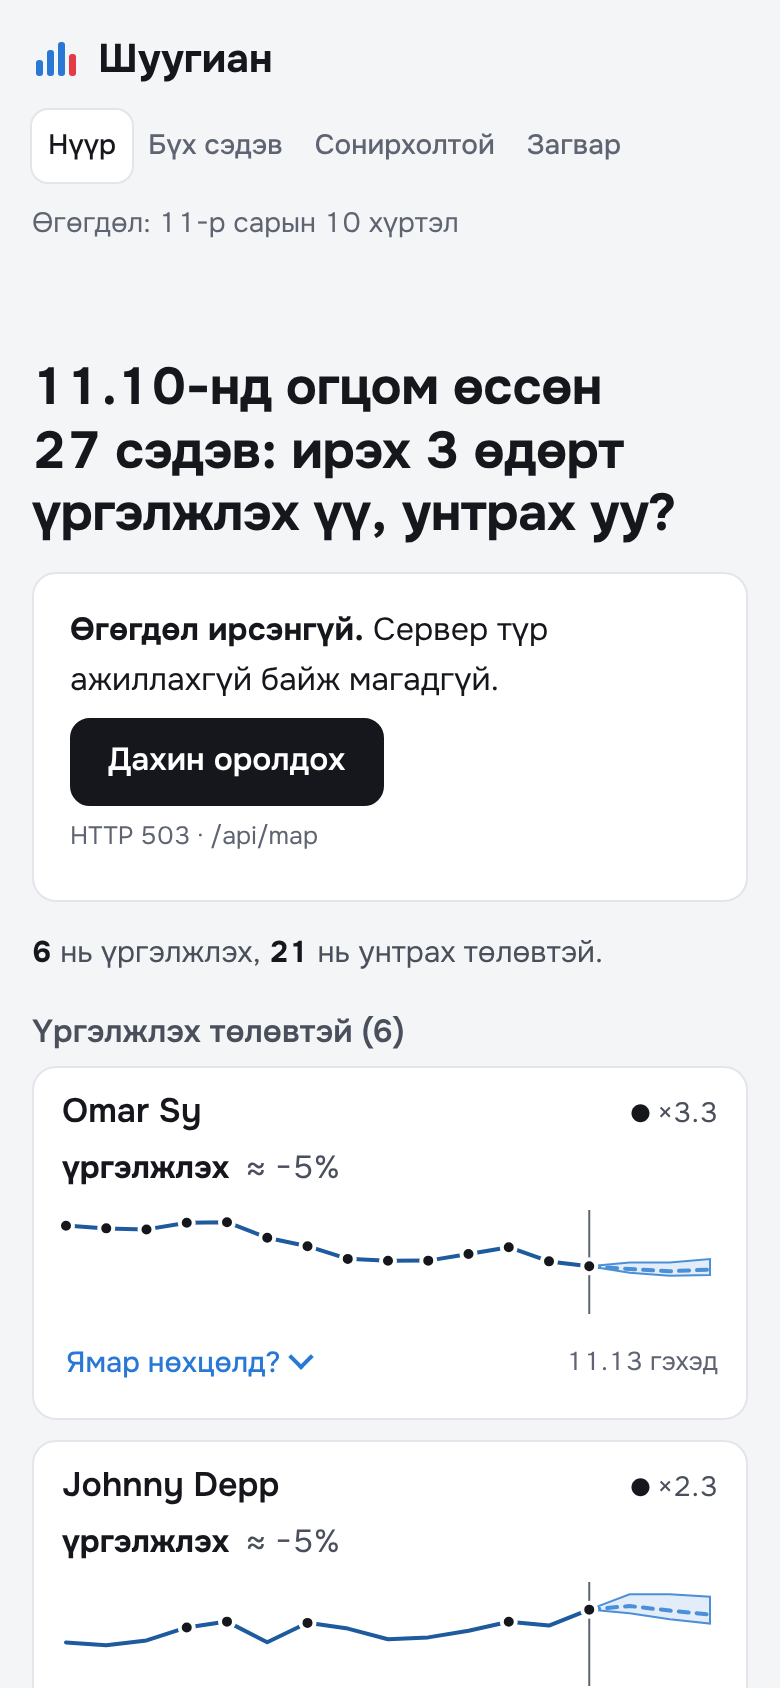 Шуугиан
Нүүр Бүх сэдэв Сонирхолтой Загвар
Өгөгдөл: 11-р сарын 10 хүртэл
11.10-нд огцом өссөн
27 сэдэв: ирэх 3 өдөрт
үргэлжлэх үү, унтрах уу?
Өгөгдөл ирсэнгүй. Сервер түр
ажиллахгүй байж магадгүй.
Дахин оролдох
HTTP 503 · /api/map
6 нь үргэлжлэх, 21 нь унтрах төлөвтэй.
Үргэлжлэх төлөвтэй (6)
Omar Sy ×3.3
үргэлжлэх ≈ −5%
Ямар нөхцөлд? 11.13 гэхэд
Johnny Depp ×2.3
үргэлжлэх ≈ −5%